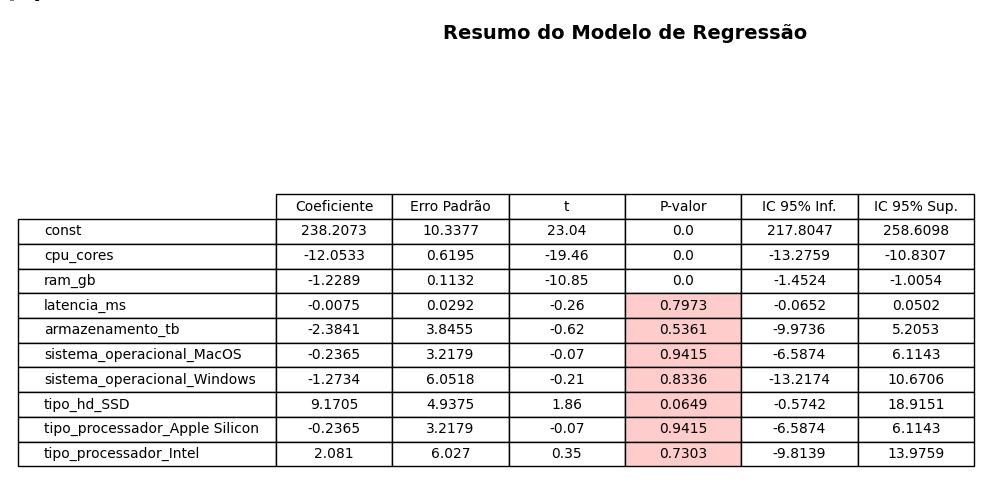 Resumo do Modelo de Regressão
Coeficiente Erro Padrão t P-valor IC 95% Inf. IC 95% Sup.
const 238.2073 10.3377 23.04 0.0 217.8047 258.6098
cpu_cores -12.0533 0.6195 -19.46 0.0 -13.2759 -10.8307
ram_gb -1.2289 0.1132 -10.85 0.0 -1.4524 -1.0054
latencia_ms -0.0075 0.0292 -0.26 0.7973 -0.0652 0.0502
armazenamento_tb -2.3841 3.8455 -0.62 0.5361 -9.9736 5.2053
sistema_operacional_MacOS -0.2365 3.2179 -0.07 0.9415 -6.5874 6.1143
sistema_operacional_Windows -1.2734 6.0518 -0.21 0.8336 -13.2174 10.6706
tipo_hd_SSD 9.1705 4.9375 1.86 0.0649 -0.5742 18.9151
tipo_processador_Apple Silicon -0.2365 3.2179 -0.07 0.9415 -6.5874 6.1143
tipo_processador_Intel 2.081 6.027 0.35 0.7303 -9.8139 13.9759